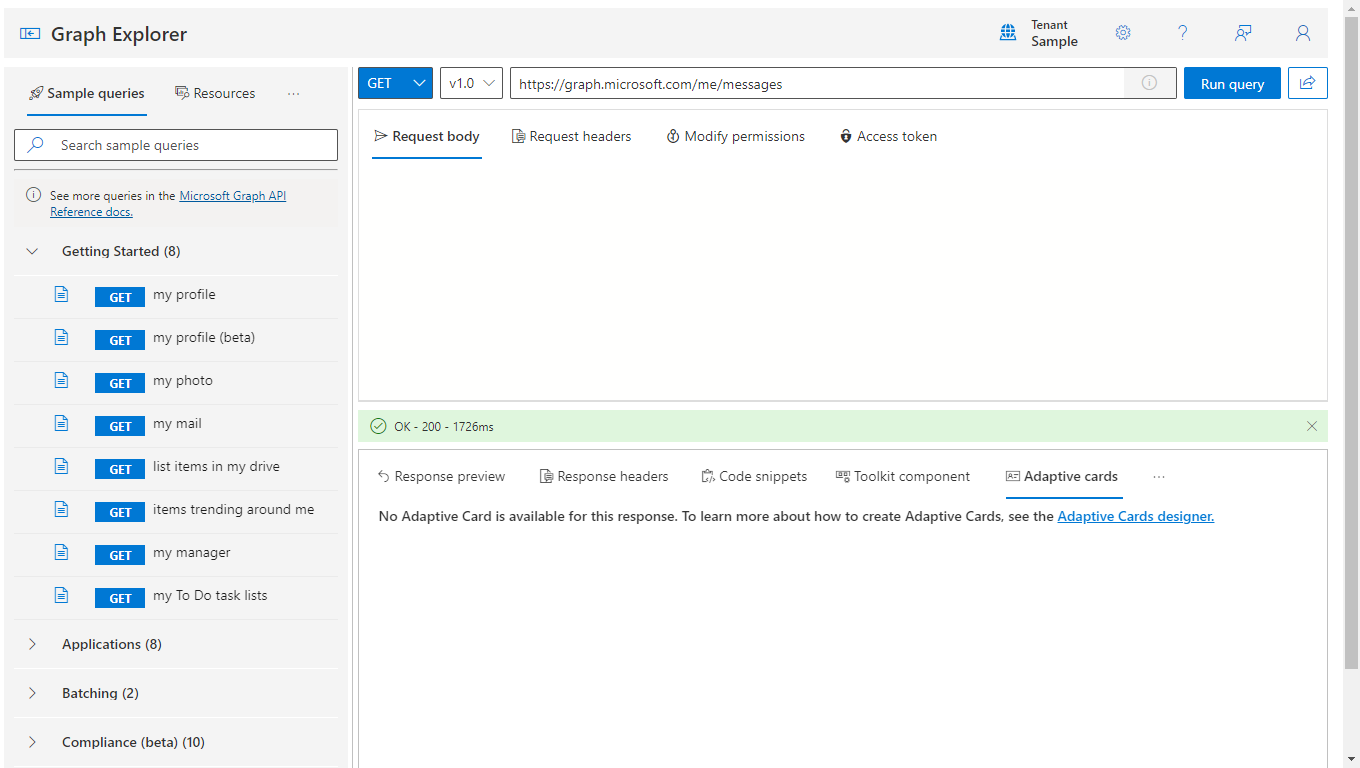 Graph Explorer
Tenant
Sample
Sample queries
Resources
Search sample queries
See more queries in the Microsoft Graph API
Reference docs.
Getting Started (8)
GET my profile
GET my profile (beta)
GET my photo
GET my mail
GET list items in my drive
GET items trending around me
GET my manager
GET my To Do task lists
Applications (8)
Batching (2)
Compliance (beta) (10)
GET v1.0 https://graph.microsoft.com/me/messages Run query
Request body Request headers Modify permissions Access token
OK - 200 - 1726ms
Response preview Response headers Code snippets Toolkit component Adaptive cards
No Adaptive Card is available for this response. To learn more about how to create Adaptive Cards, see the Adaptive Cards designer.